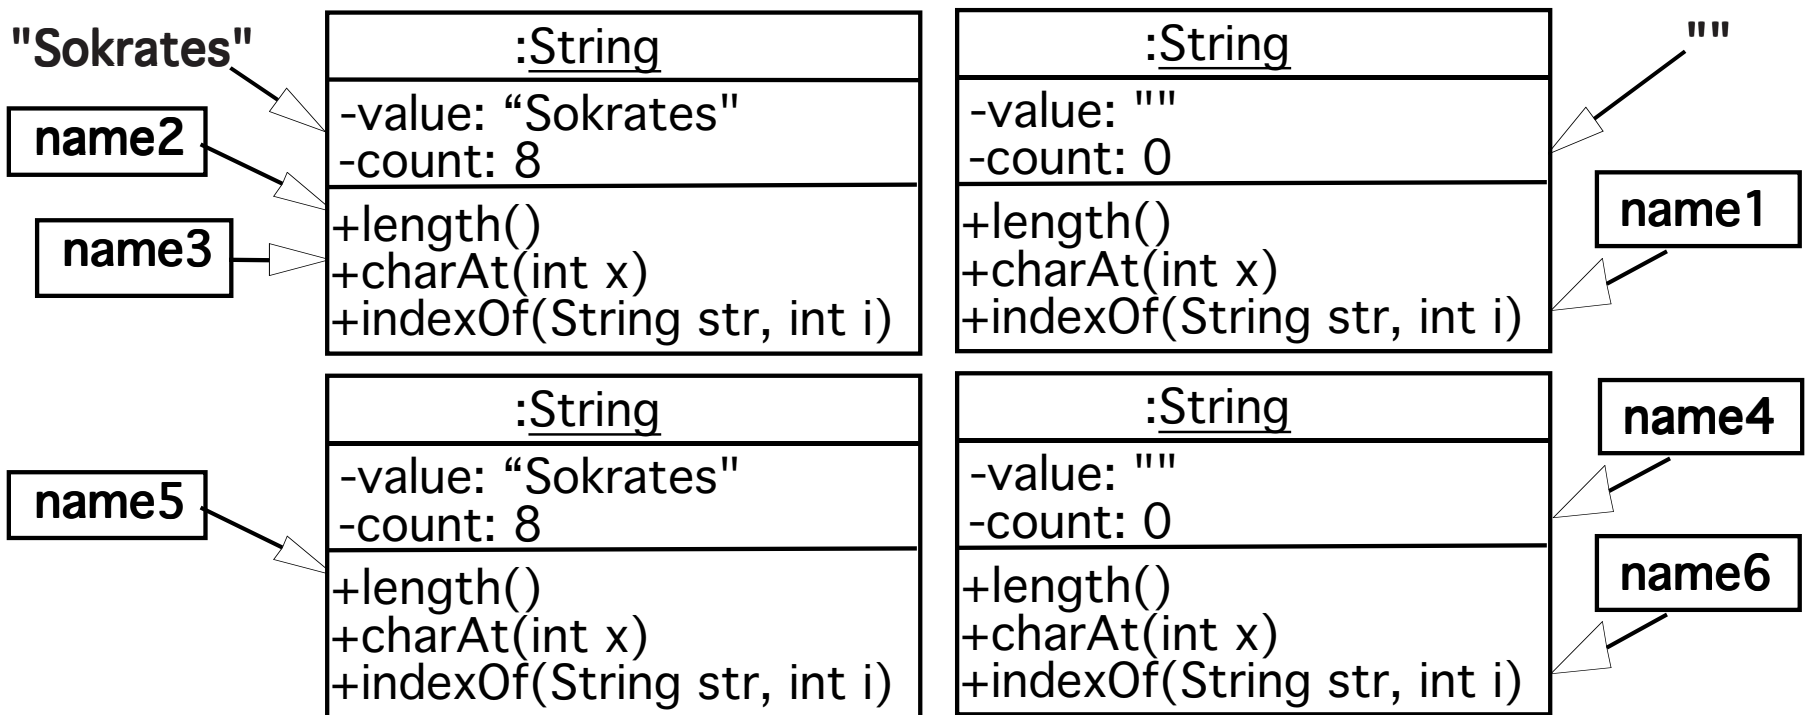 "Sokrates"
:String
-value: “Sokrates"
-count: 8
+length()
+charAt(int x)
+indexOf(String str, int i)
name2
name3
:String
-value: ""
-count: 0
+length()
+charAt(int x)
+indexOf(String str, int i)
""
name1
:String
-value: “Sokrates"
-count: 8
+length()
+charAt(int x)
+indexOf(String str, int i)
name5
:String
-value: ""
-count: 0
+length()
+charAt(int x)
+indexOf(String str, int i)
name4
name6